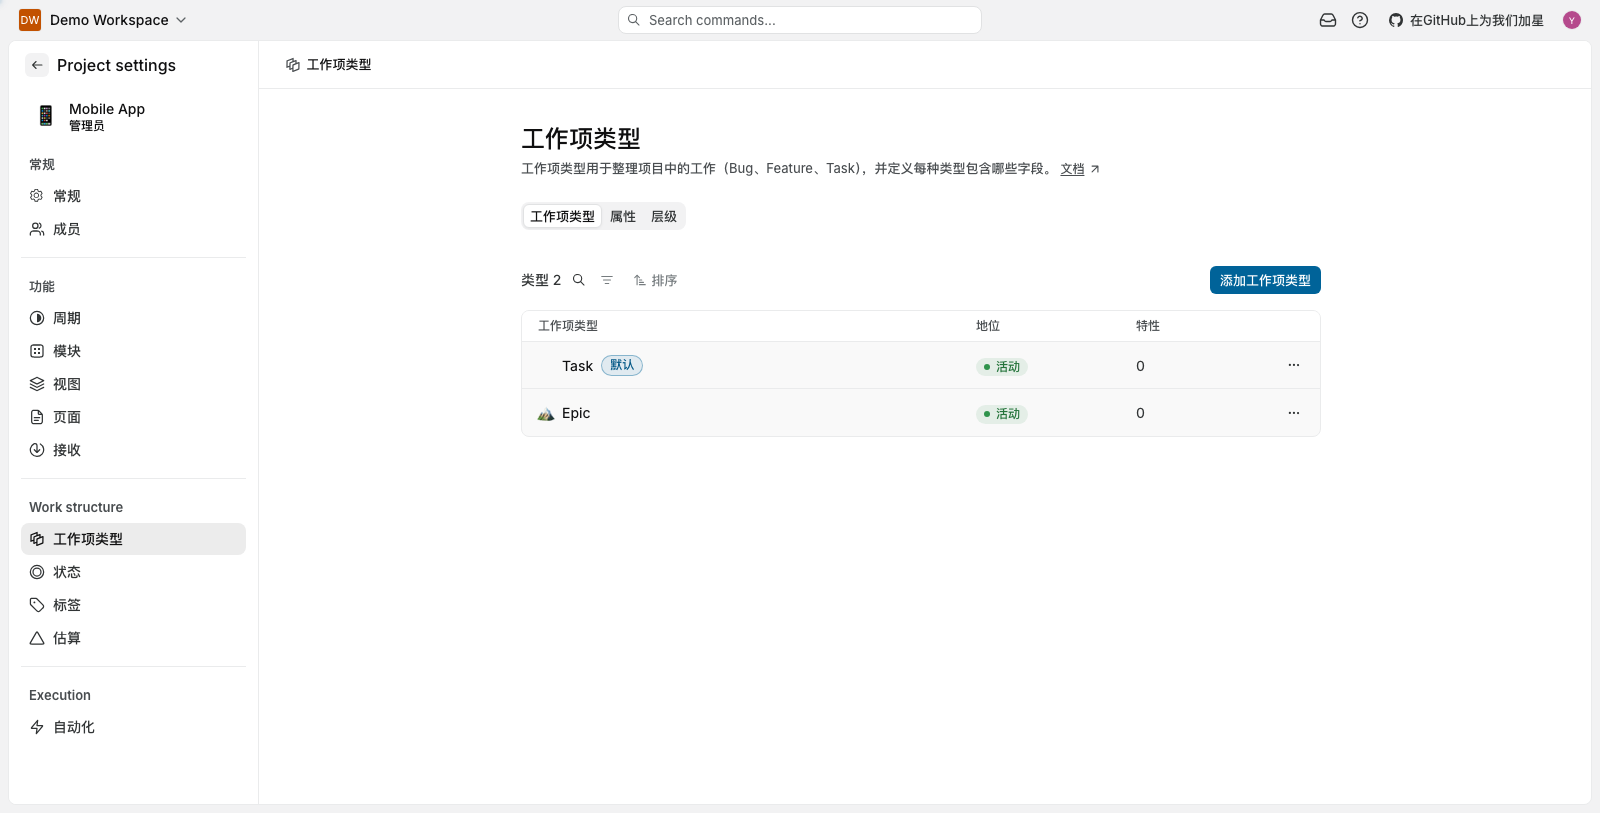 DW Demo Workspace
Search commands...
在GitHub上为我们加星
Y
Project settings
Mobile App
管理员
常规
常规
成员
功能
周期
模块
视图
页面
接收
Work structure
工作项类型
状态
标签
估算
Execution
自动化
工作项类型
工作项类型
工作项类型用于整理项目中的工作（Bug、Feature、Task），并定义每种类型包含哪些字段。 文档
工作项类型 属性 层级
类型 2 排序 添加工作项类型
工作项类型 地位 特性
Task 默认 活动 0
Epic 活动 0